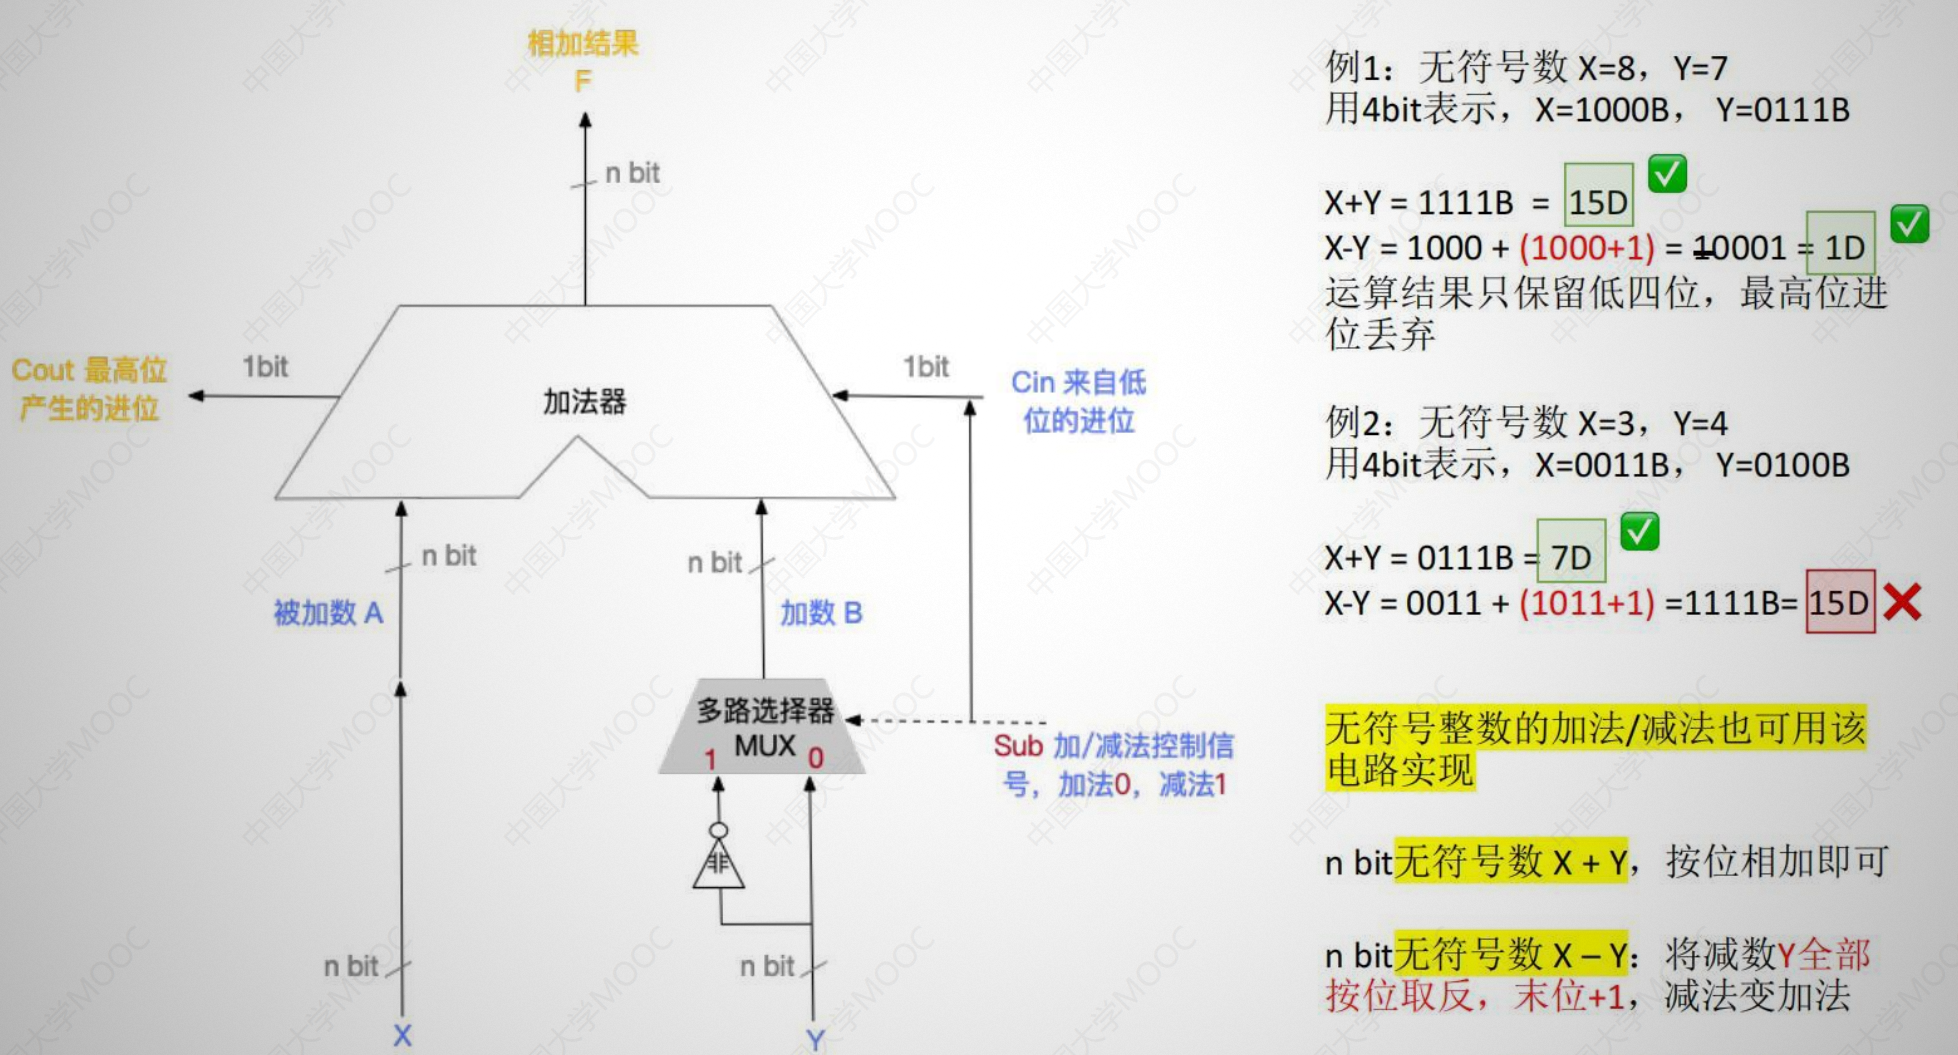 相加结果
F
n bit
Cout 最高位
产生的进位
1bit
加法器
1bit
Cin 来自低
位的进位
n bit
被加数 A
n bit
加数 B
多路选择器
MUX
1
0
Sub 加/减法控制信
号，加法0，减法1
非
n bit
X
n bit
Y
例1：无符号数 X=8，Y=7
用4bit表示，X=1000B， Y=0111B
X+Y = 1111B = 15D
X-Y = 1000 + (1000+1) = 10001 = 1D
运算结果只保留低四位，最高位进
位丢弃
例2：无符号数 X=3，Y=4
用4bit表示，X=0011B， Y=0100B
X+Y = 0111B = 7D
X-Y = 0011 + (1011+1) =1111B= 15D
无符号整数的加法/减法也可用该
电路实现
n bit无符号数 X + Y，按位相加即可
n bit无符号数 X – Y：将减数Y全部
按位取反，末位+1，减法变加法
中国大学MOOC